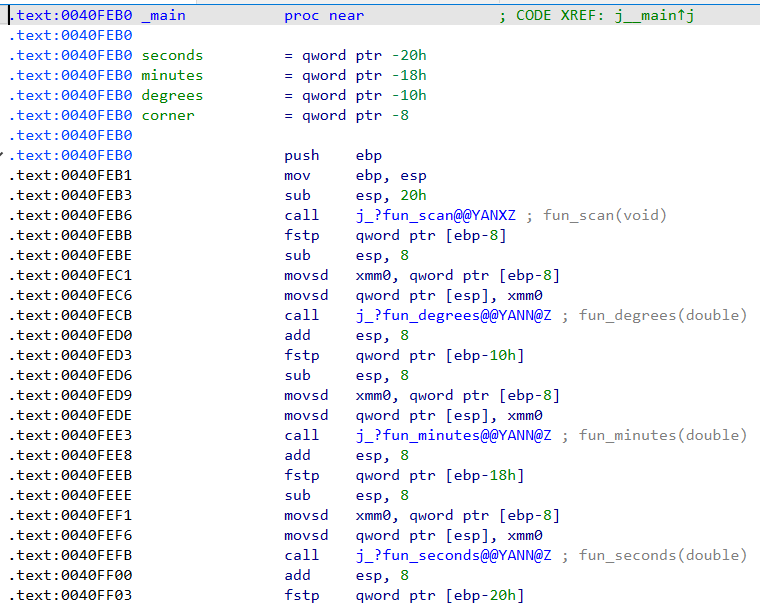 .text:0040FEB0 _main proc near ; CODE XREF: j__main↑j
.text:0040FEB0
.text:0040FEB0 seconds = qword ptr -20h
.text:0040FEB0 minutes = qword ptr -18h
.text:0040FEB0 degrees = qword ptr -10h
.text:0040FEB0 corner = qword ptr -8
.text:0040FEB0
.text:0040FEB0 push ebp
.text:0040FEB1 mov ebp, esp
.text:0040FEB3 sub esp, 20h
.text:0040FEB6 call j_?fun_scan@@YANXZ ; fun_scan(void)
.text:0040FEBB fstp qword ptr [ebp-8]
.text:0040FEBE sub esp, 8
.text:0040FEC1 movsd xmm0, qword ptr [ebp-8]
.text:0040FEC6 movsd qword ptr [esp], xmm0
.text:0040FECB call j_?fun_degrees@@YANN@Z ; fun_degrees(double)
.text:0040FED0 add esp, 8
.text:0040FED3 fstp qword ptr [ebp-10h]
.text:0040FED6 sub esp, 8
.text:0040FED9 movsd xmm0, qword ptr [ebp-8]
.text:0040FEDE movsd qword ptr [esp], xmm0
.text:0040FEE3 call j_?fun_minutes@@YANN@Z ; fun_minutes(double)
.text:0040FEE8 add esp, 8
.text:0040FEEB fstp qword ptr [ebp-18h]
.text:0040FEEE sub esp, 8
.text:0040FEF1 movsd xmm0, qword ptr [ebp-8]
.text:0040FEF6 movsd qword ptr [esp], xmm0
.text:0040FEFB call j_?fun_seconds@@YANN@Z ; fun_seconds(double)
.text:0040FF00 add esp, 8
.text:0040FF03 fstp qword ptr [ebp-20h]